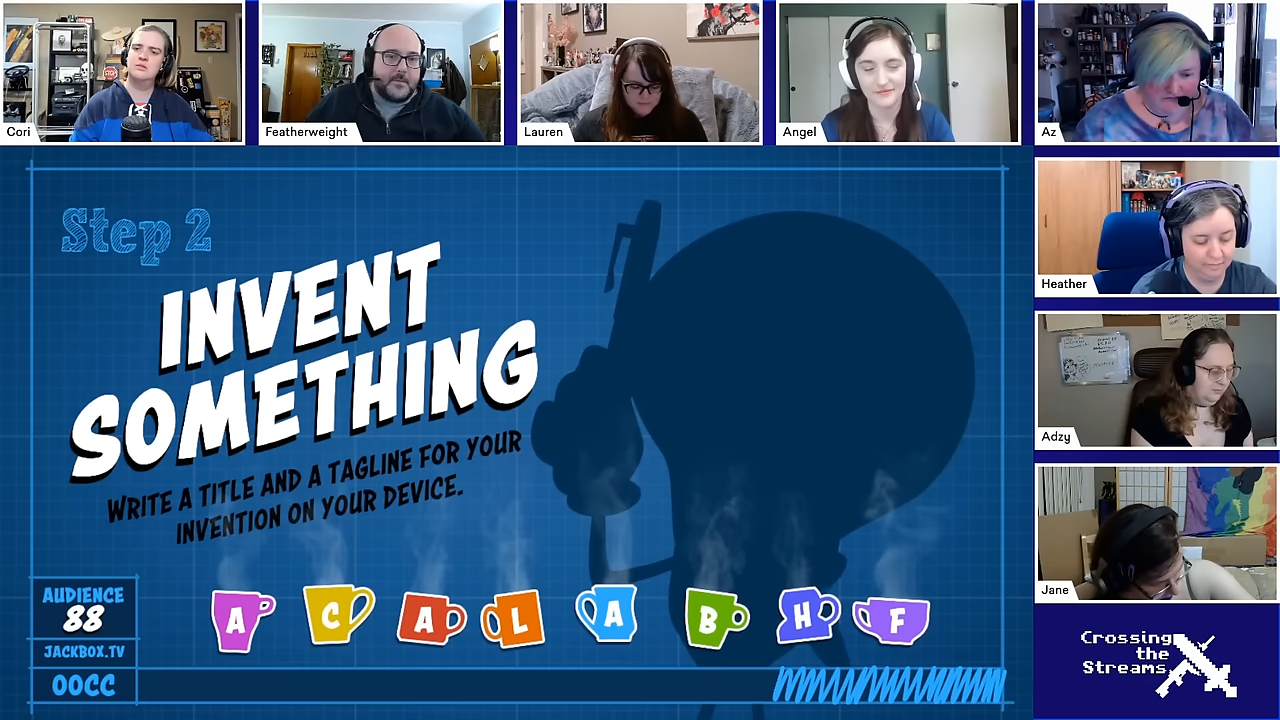 Cori
Featherweight
Lauren
Angel
Az
Step 2
INVENT
SOMETHING
WRITE A TITLE AND A TAGLINE FOR YOUR
INVENTION ON YOUR DEVICE.
Heather
Adzy
Jane
A
C
A
L
A
B
H
F
AUDIENCE
88
JACKBOX.TV
OOCC
Crossing
the
Streams